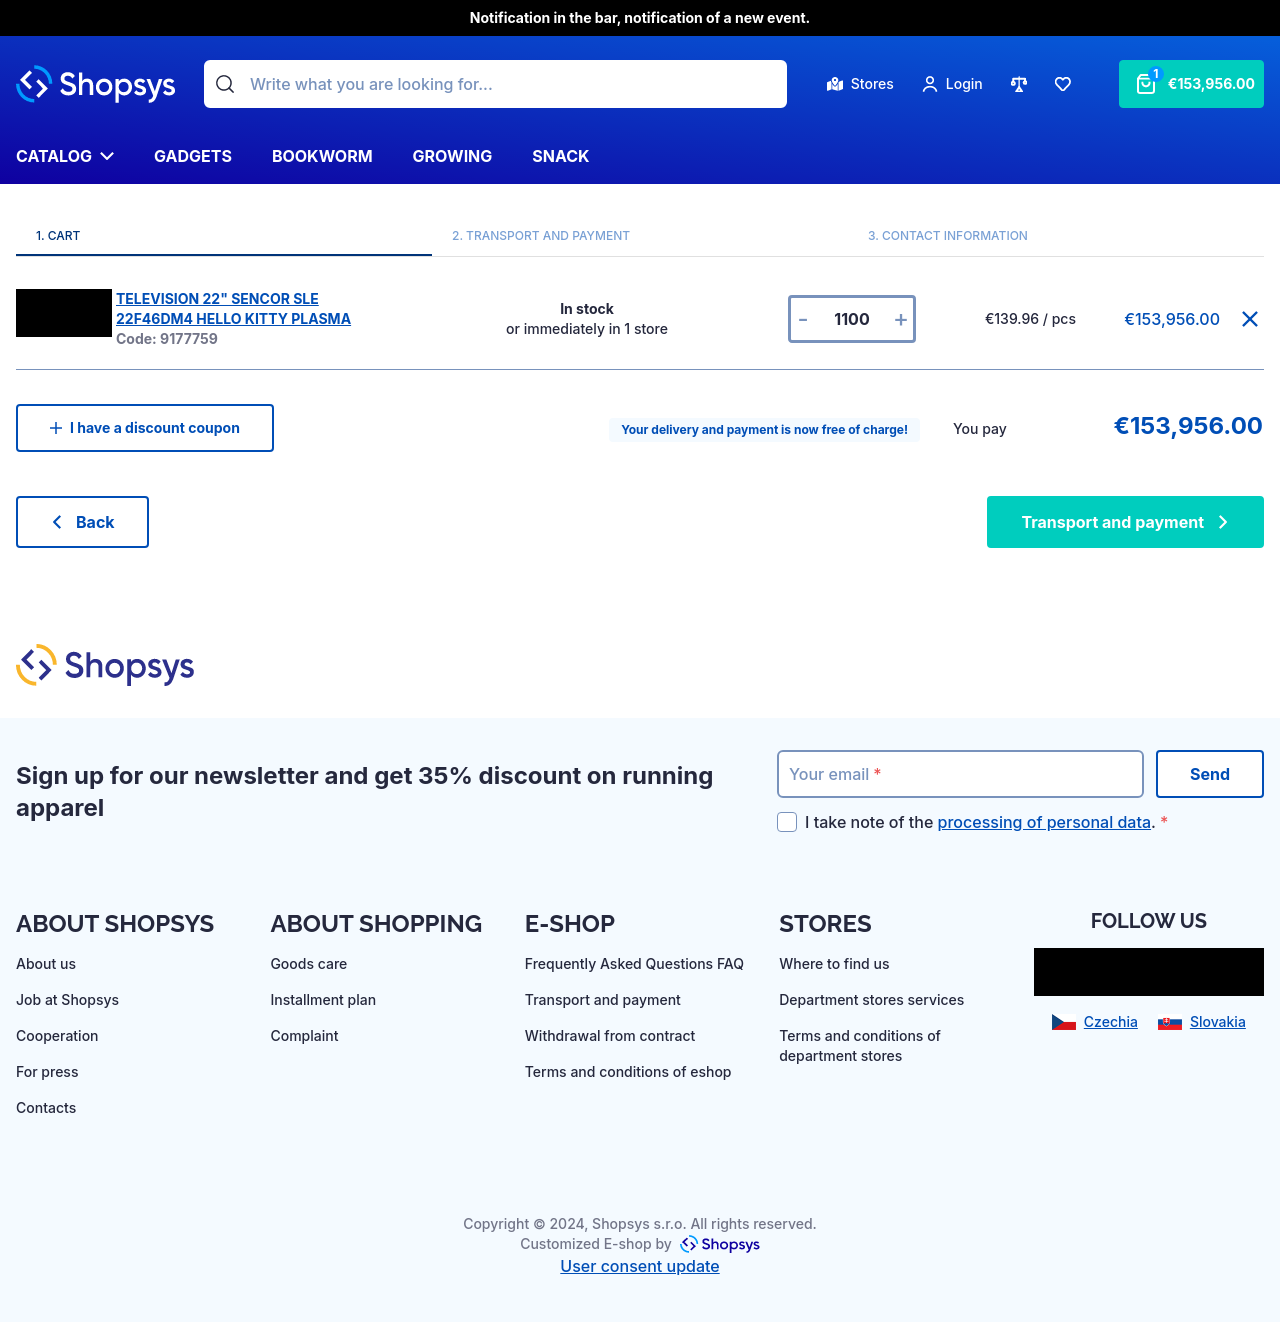 Notification in the bar, notification of a new event.
Shopsys
Write what you are looking for...
Stores
Login
1
€153,956.00
CATALOG
GADGETS
BOOKWORM
GROWING
SNACK
1. CART
2. TRANSPORT AND PAYMENT
3. CONTACT INFORMATION
TELEVISION 22" SENCOR SLE
22F46DM4 HELLO KITTY PLASMA
Code: 9177759
In stock
or immediately in 1 store
- 1100 +
€139.96 / pcs
€153,956.00
I have a discount coupon
Your delivery and payment is now free of charge!
You pay
€153,956.00
Back
Transport and payment
Shopsys
Sign up for our newsletter and get 35% discount on running
apparel
Your email *
Send
I take note of the processing of personal data. *
ABOUT SHOPSYS
About us
Job at Shopsys
Cooperation
For press
Contacts
ABOUT SHOPPING
Goods care
Installment plan
Complaint
E-SHOP
Frequently Asked Questions FAQ
Transport and payment
Withdrawal from contract
Terms and conditions of eshop
STORES
Where to find us
Department stores services
Terms and conditions of
department stores
FOLLOW US
Czechia
Slovakia
Copyright © 2024, Shopsys s.r.o. All rights reserved.
Customized E-shop by Shopsys
User consent update